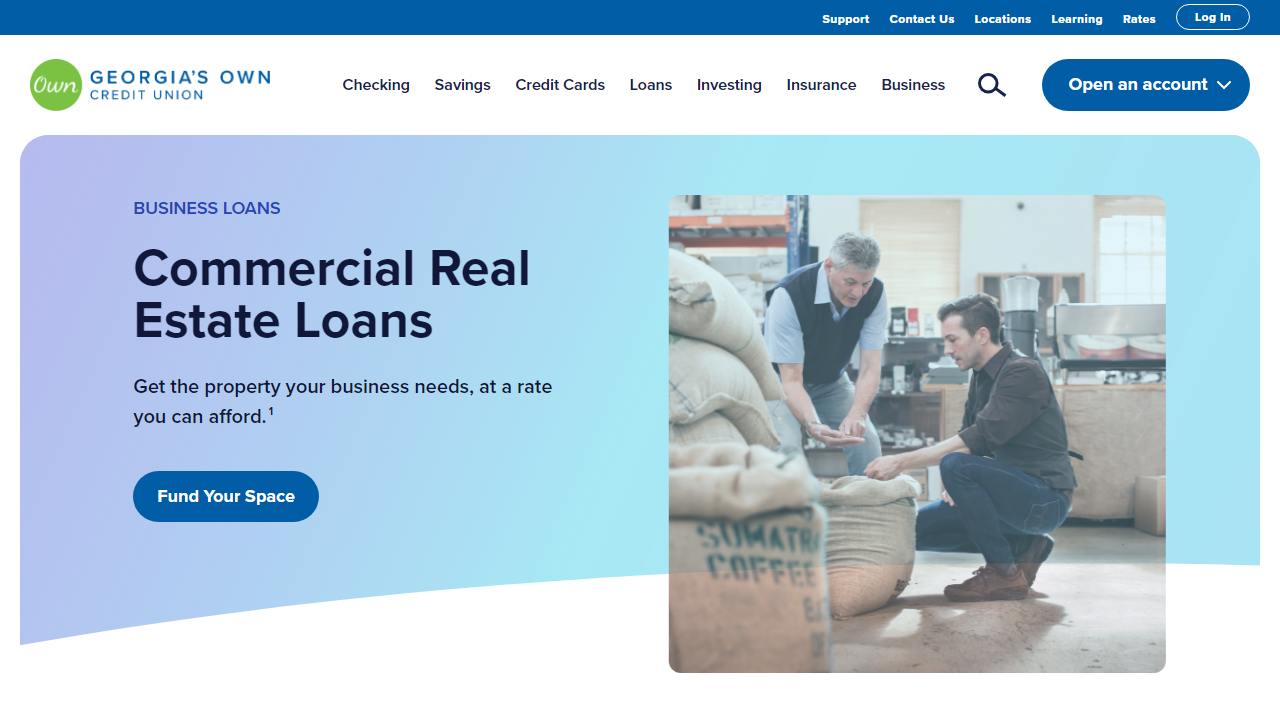 Support Contact Us Locations Learning Rates Log In
Own GEORGIA'S OWN
CREDIT UNION
Checking Savings Credit Cards Loans Investing Insurance Business Open an account
BUSINESS LOANS
Commercial Real
Estate Loans
Get the property your business needs, at a rate
you can afford.¹
Fund Your Space
SUMATRA
COFFEE